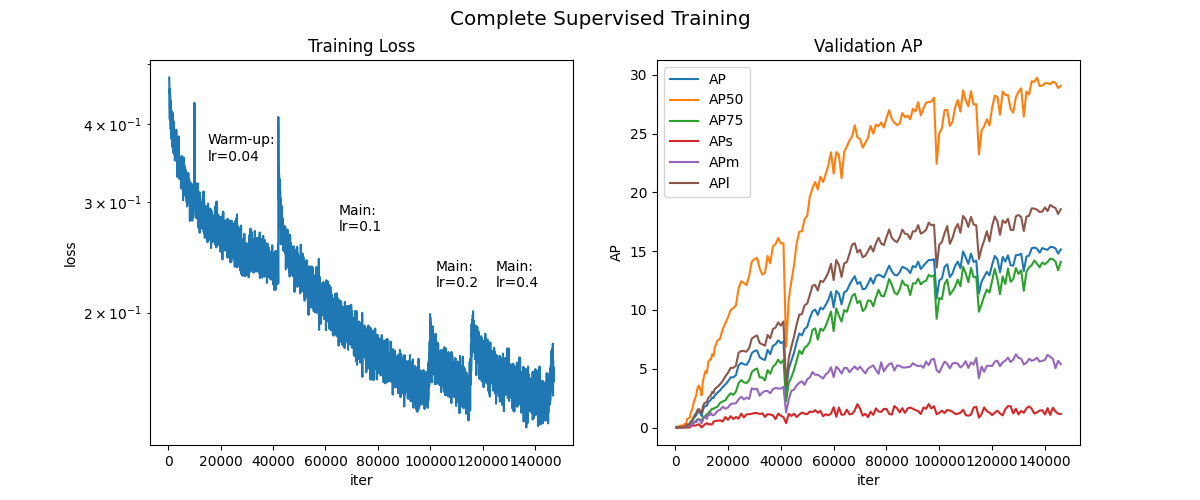 Complete Supervised Training
Training Loss
loss
4 × 10⁻¹
3 × 10⁻¹
2 × 10⁻¹
Warm-up:
lr=0.04
Main:
lr=0.1
Main:
lr=0.2
Main:
lr=0.4
0 20000 40000 60000 80000 100000 120000 140000
iter
Validation AP
AP
30
25
20
15
10
5
0
AP
AP50
AP75
APs
APm
APl
0 20000 40000 60000 80000 100000 120000 140000
iter